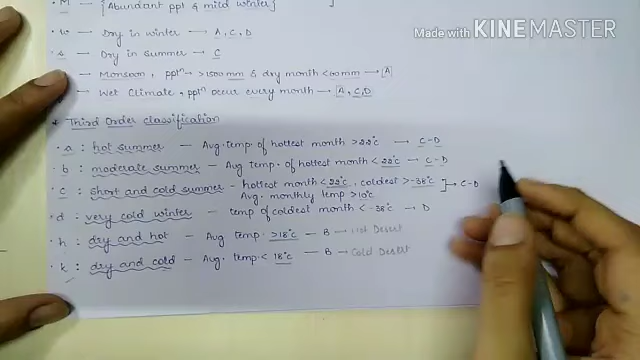 Made with KINEMASTER
· M — {Abundant pptⁿ & mild winter}
· w — Dry in winter → A, C, D
· s — Dry in summer → C
— Monsoon, pptⁿ → >1500 mm & dry month <60mm → A
— Wet Climate, pptⁿ occur every month → A, C, D
* Third Order classification
· a : hot summer — Avg. temp. of hottest month >22°C → C-D
· b : moderate summer — Avg Temp. of hottest month < 22°C → C-D
· c : short and cold summer - hottest month < 22°C, coldest > -38°C ] → C-D
Avg. monthly temp >10°C
· d : very cold winter — temp of coldest month < -38°C → D
· h : dry and hot — Avg temp. >18°C — B → Hot Desert
· k : dry and cold — Avg. temp < 18°C — B → Cold Desert